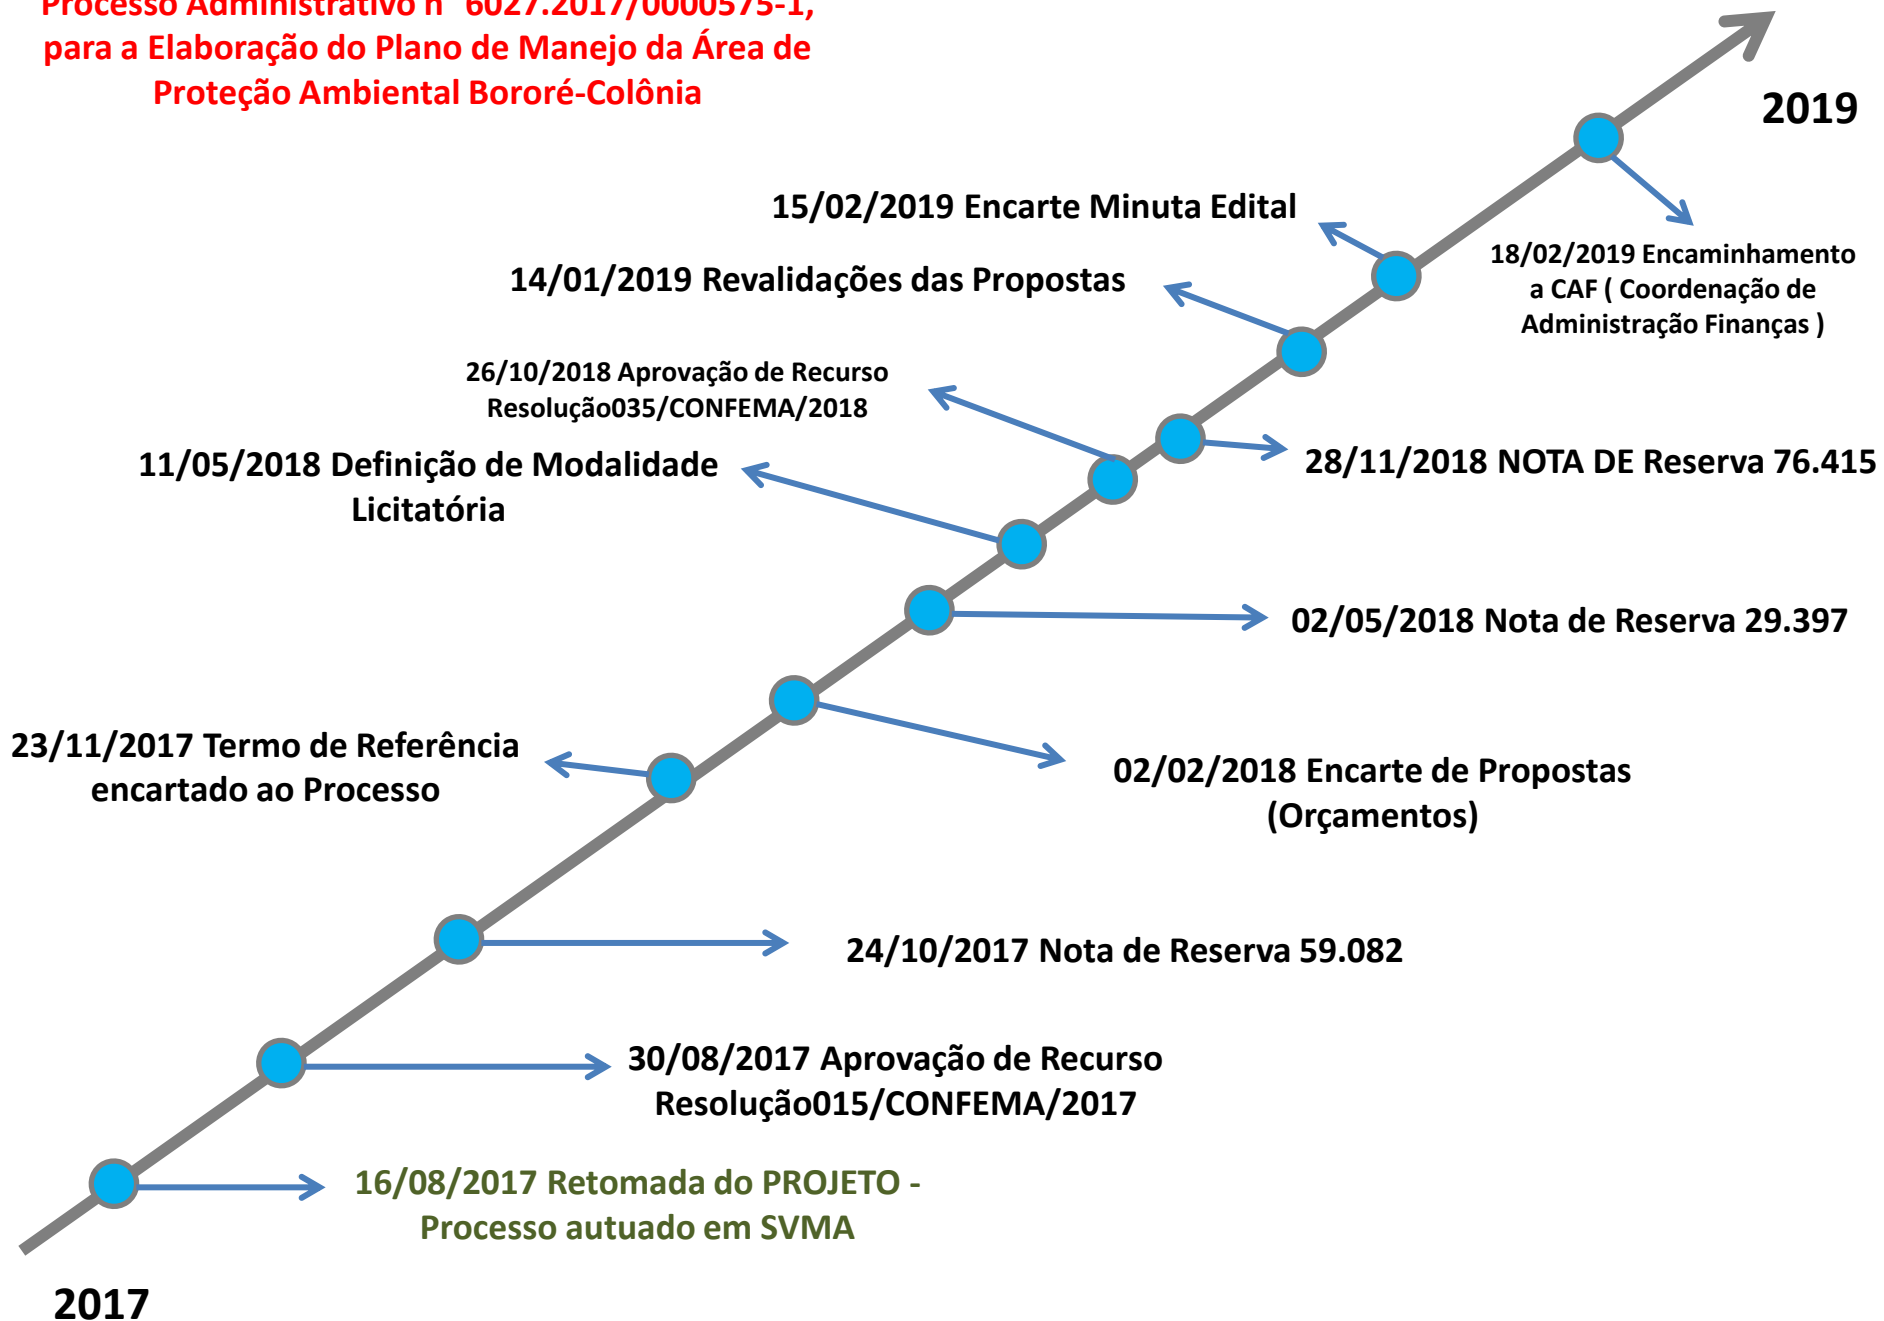 Processo Administrativo nº 6027.2017/0000575-1,
para a Elaboração do Plano de Manejo da Área de
Proteção Ambiental Bororé-Colônia
2019
15/02/2019 Encarte Minuta Edital
18/02/2019 Encaminhamento
a CAF ( Coordenação de
Administração Finanças )
14/01/2019 Revalidações das Propostas
26/10/2018 Aprovação de Recurso
Resolução035/CONFEMA/2018
28/11/2018 NOTA DE Reserva 76.415
11/05/2018 Definição de Modalidade
Licitatória
02/05/2018 Nota de Reserva 29.397
23/11/2017 Termo de Referência
encartado ao Processo
02/02/2018 Encarte de Propostas
(Orçamentos)
24/10/2017 Nota de Reserva 59.082
30/08/2017 Aprovação de Recurso
Resolução015/CONFEMA/2017
16/08/2017 Retomada do PROJETO -
Processo autuado em SVMA
2017